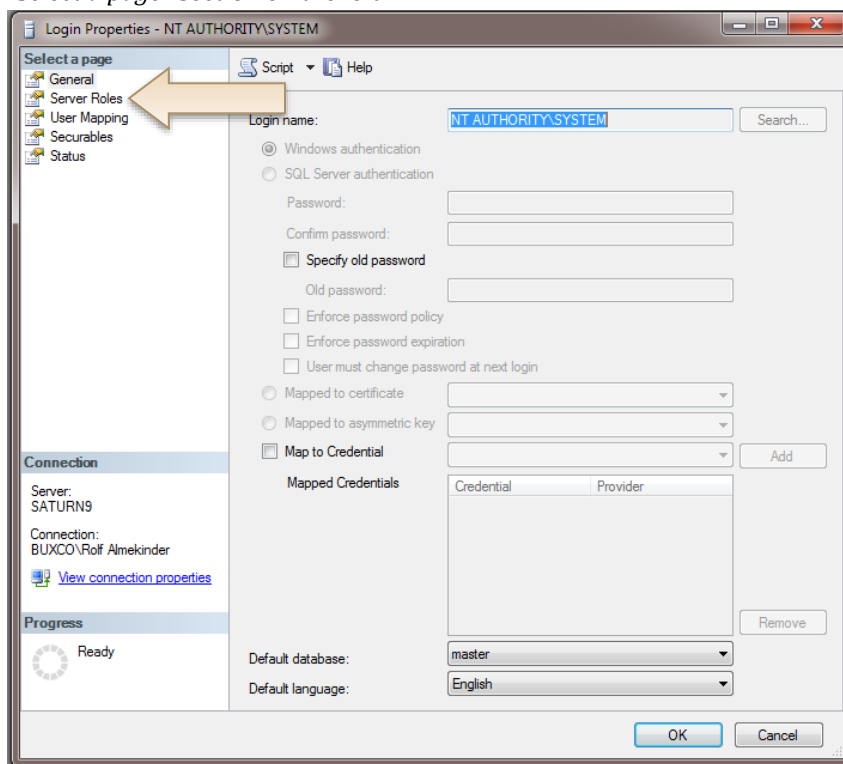 Login Properties - NT AUTHORITY\SYSTEM
Select a page
General
Server Roles
User Mapping
Securables
Status
Script
Help
Login name:
NT AUTHORITY\SYSTEM
Search...
Windows authentication
SQL Server authentication
Password:
Confirm password:
Specify old password
Old password:
Enforce password policy
Enforce password expiration
User must change password at next login
Mapped to certificate
Mapped to asymmetric key
Map to Credential
Add
Mapped Credentials
Credential Provider
Remove
Default database:
master
Default language:
English
Connection
Server:
SATURN9
Connection:
BUXCO\Rolf Almekinder
View connection properties
Progress
Ready
OK
Cancel